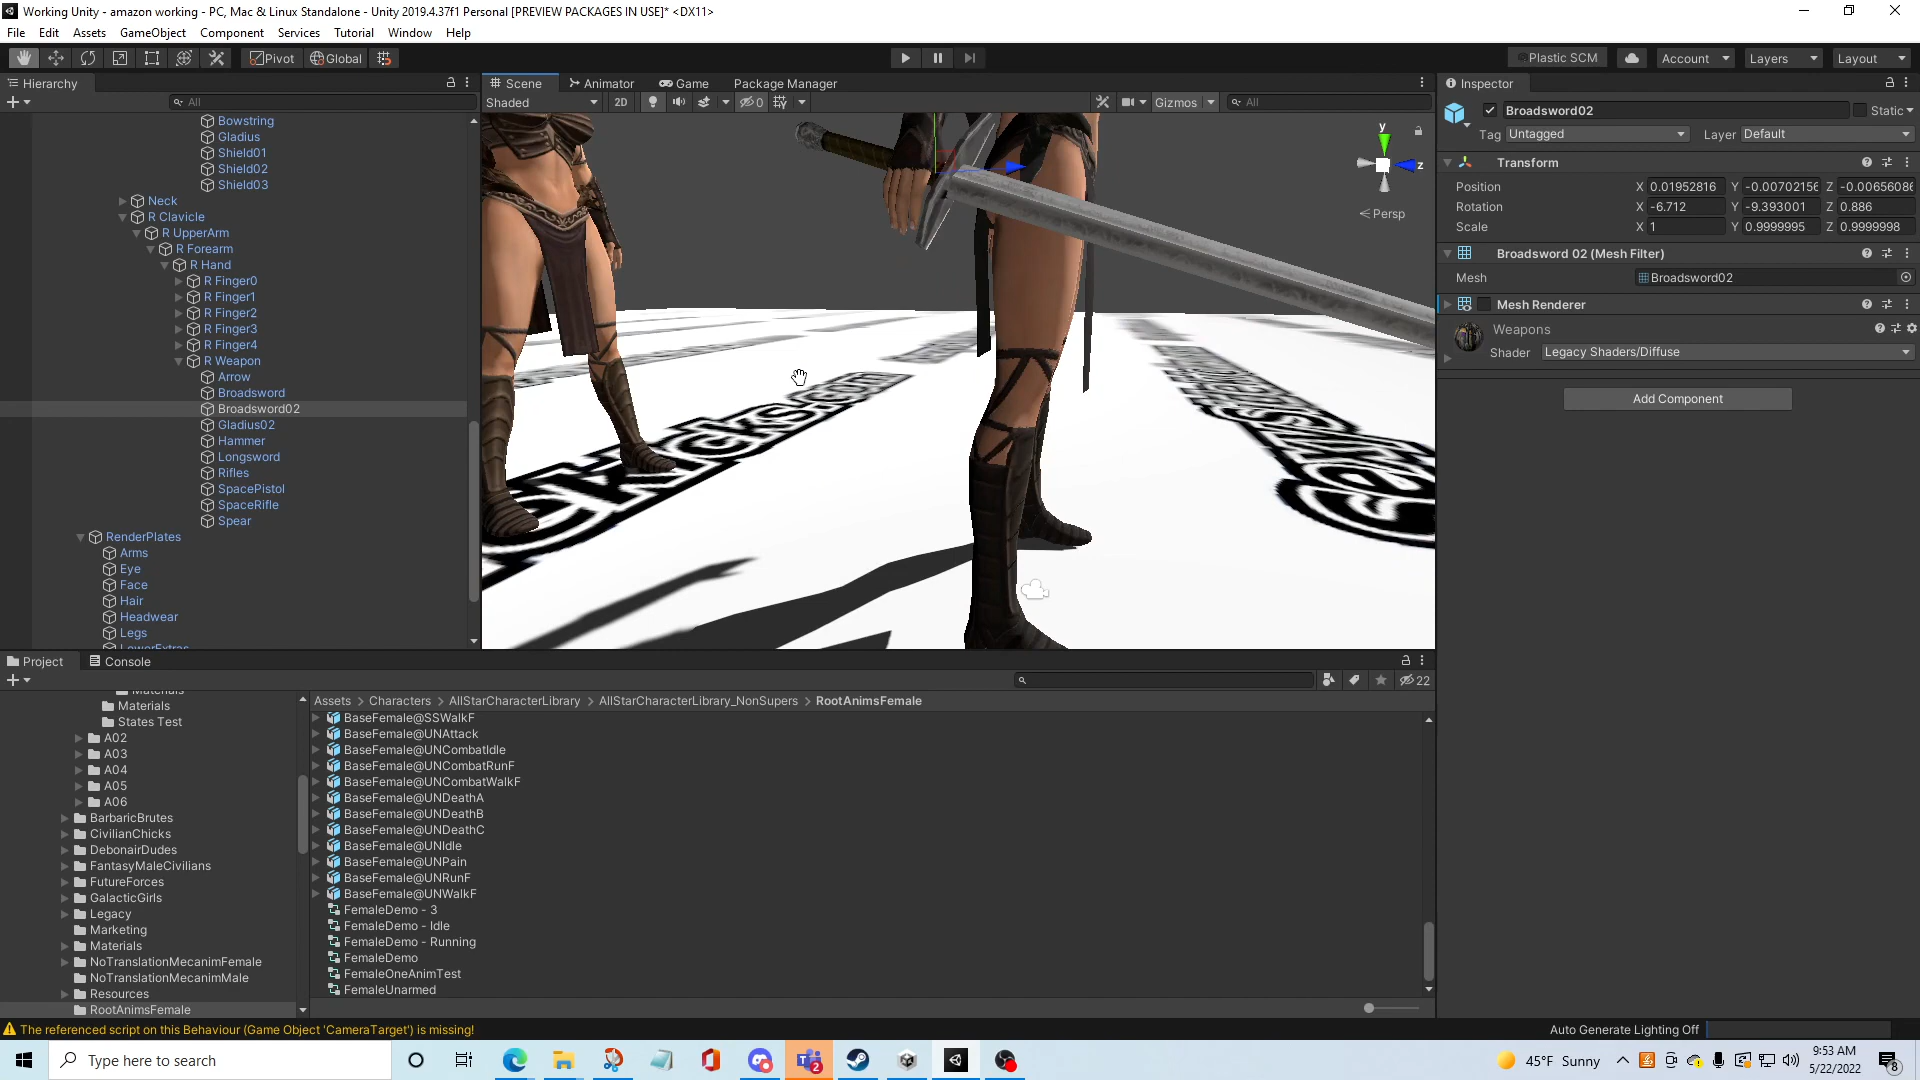 Working Unity - amazon working - PC, Mac & Linux Standalone - Unity 2019.4.37f1 Personal [PREVIEW PACKAGES IN USE]* <DX11>
File Edit Assets GameObject Component Services Tutorial Window Help
Pivot Global Plastic SCM Account Layers Layout
Hierarchy
All
Bowstring
Gladius
Shield01
Shield02
Shield03
Neck
R Clavicle
R UpperArm
R Forearm
R Hand
R Finger0
R Finger1
R Finger2
R Finger3
R Finger4
R Weapon
Arrow
Broadsword
Broadsword02
Gladius02
Hammer
Longsword
Rifles
SpacePistol
SpaceRifle
Spear
RenderPlates
Arms
Eye
Face
Hair
Headwear
Legs
LowerExtras
Scene Animator Game Package Manager
Shaded 2D 0 Gizmos All
y
z
Persp
Inspector
Broadsword02 Static
Tag Untagged Layer Default
Transform
Position X 0.01952816 Y -0.00702156 Z -0.00656086
Rotation X -6.712 Y -9.393001 Z 0.886
Scale X 1 Y 0.9999995 Z 0.9999998
Broadsword 02 (Mesh Filter)
Mesh Broadsword02
Mesh Renderer
Weapons
Shader Legacy Shaders/Diffuse
Add Component
Project Console
22
Materials
Materials
States Test
A02
A03
A04
A05
A06
BarbaricBrutes
CivilianChicks
DebonairDudes
FantasyMaleCivilians
FutureForces
GalacticGirls
Legacy
Marketing
Materials
NoTranslationMecanimFemale
NoTranslationMecanimMale
Resources
RootAnimsFemale
Assets > Characters > AllStarCharacterLibrary > AllStarCharacterLibrary_NonSupers > RootAnimsFemale
BaseFemale@SSWalkF
BaseFemale@UNAttack
BaseFemale@UNCombatIdle
BaseFemale@UNCombatRunF
BaseFemale@UNCombatWalkF
BaseFemale@UNDeathA
BaseFemale@UNDeathB
BaseFemale@UNDeathC
BaseFemale@UNIdle
BaseFemale@UNPain
BaseFemale@UNRunF
BaseFemale@UNWalkF
FemaleDemo - 3
FemaleDemo - Idle
FemaleDemo - Running
FemaleDemo
FemaleOneAnimTest
FemaleUnarmed
The referenced script on this Behaviour (Game Object 'CameraTarget') is missing!
Auto Generate Lighting Off
Type here to search
2
45°F Sunny
9:53 AM
5/22/2022
8